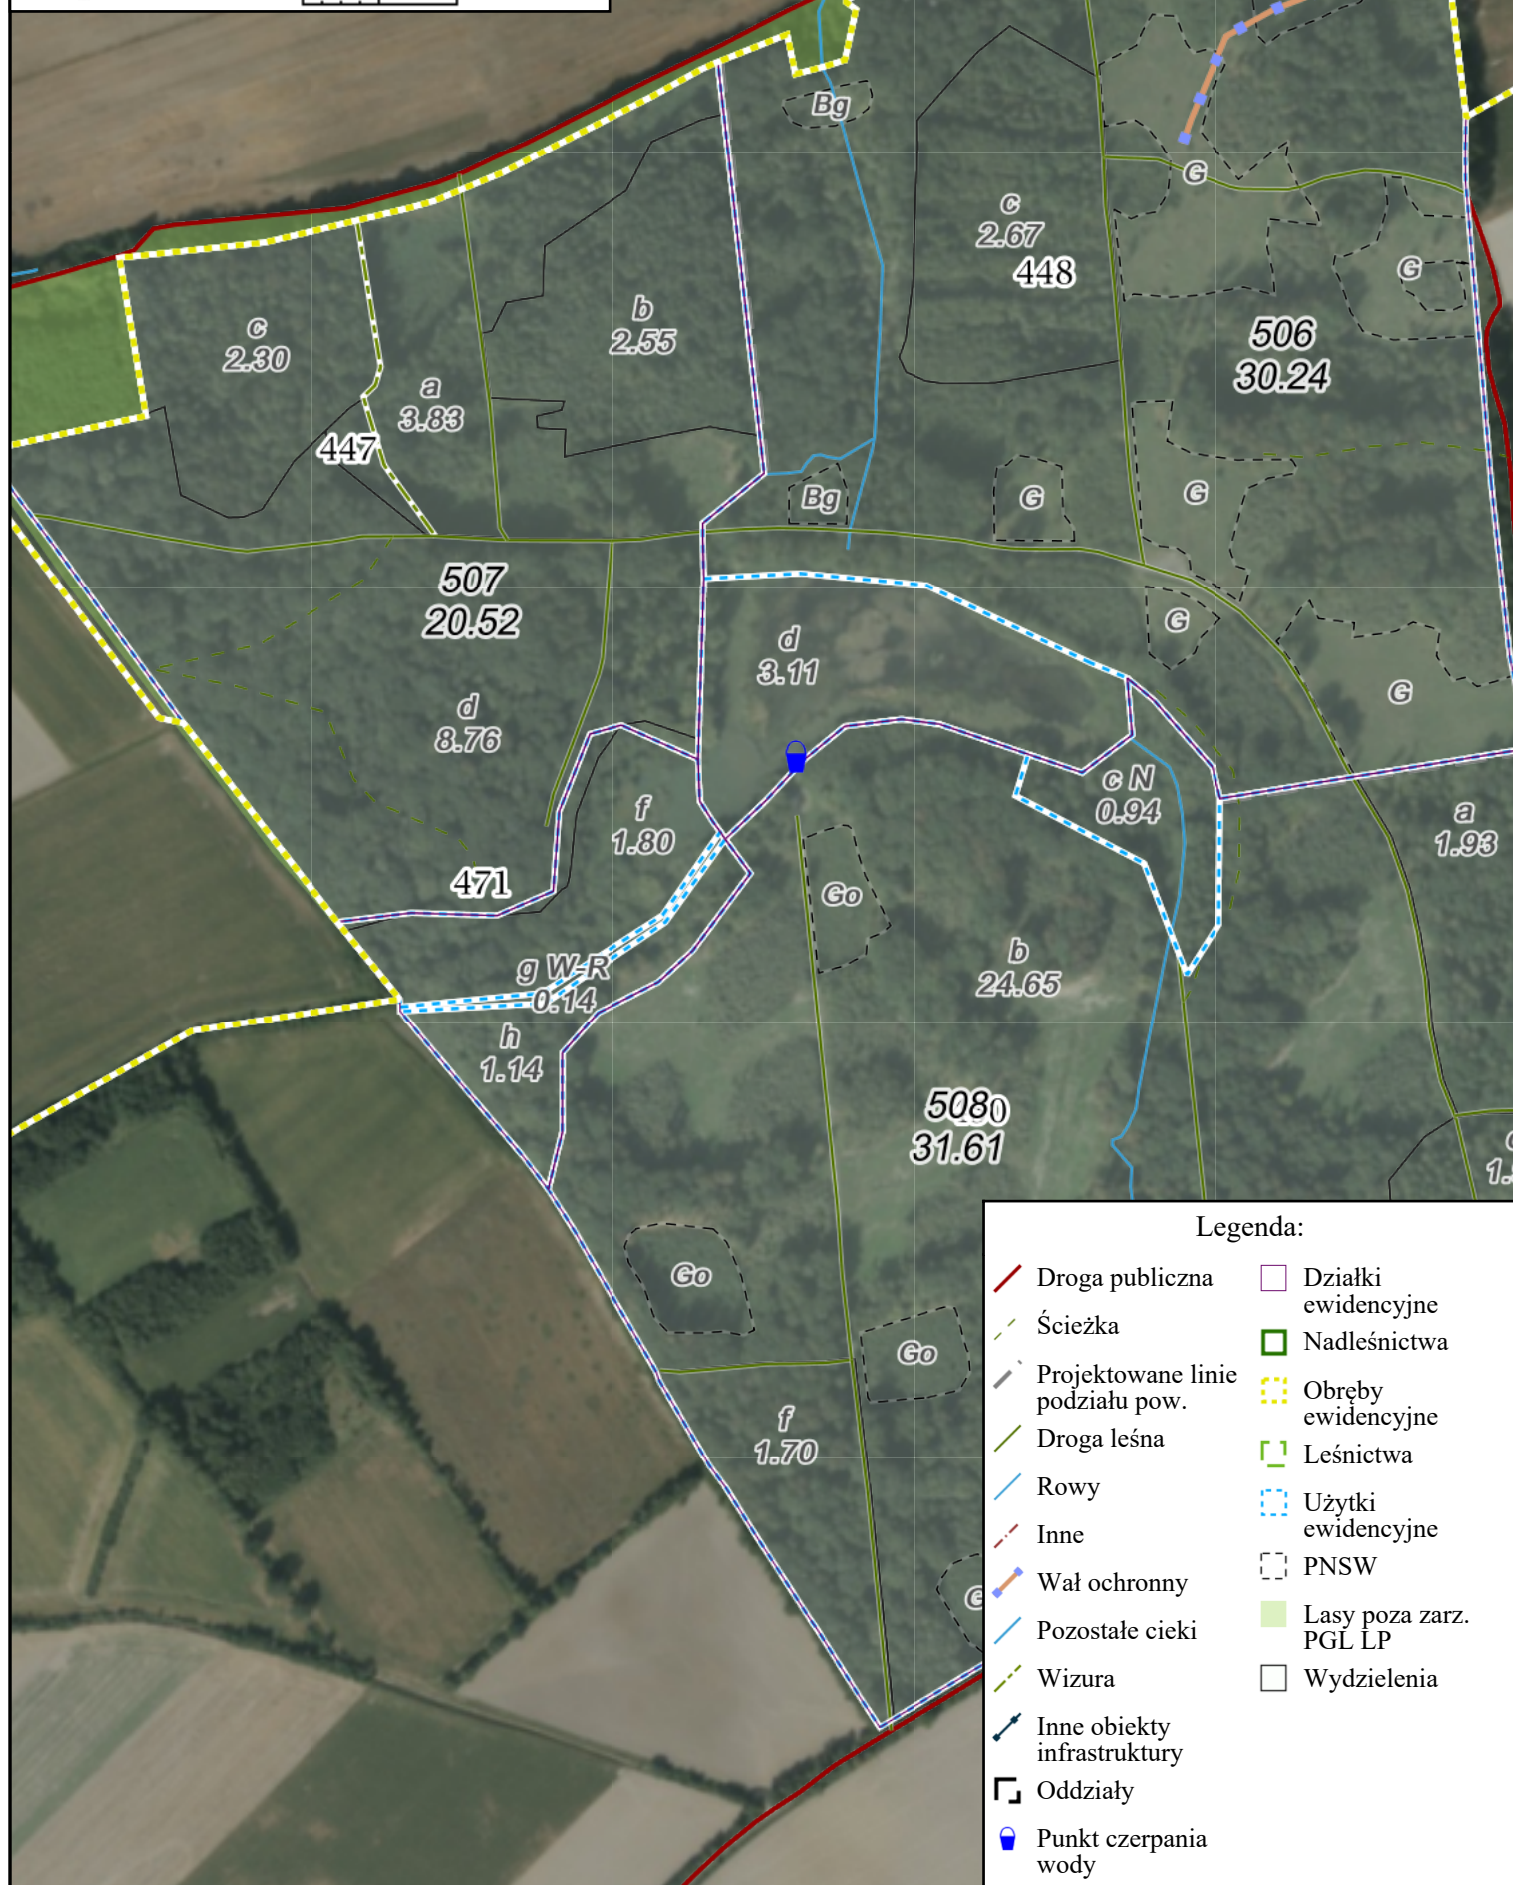 Bg
G
c
2.67
448
G
c
2.30
b
2.55
506
30.24
a
3.83
447
Bg
G
G
507
20.52
G
d
3.11
G
d
8.76
c N
0.94
f
1.80
a
1.93
471
Go
b
24.65
g W-R
0.14
h
1.14
508
31.61
Go
Go
f
1.70
Legenda:
Droga publiczna
Ścieżka
Projektowane linie
podziału pow.
Droga leśna
Rowy
Inne
Wał ochronny
Pozostałe cieki
Wizura
Inne obiekty
infrastruktury
Oddziały
Punkt czerpania
wody
Działki
ewidencyjne
Nadleśnictwa
Obręby
ewidencyjne
Leśnictwa
Użytki
ewidencyjne
PNSW
Lasy poza zarz.
PGL LP
Wydzielenia